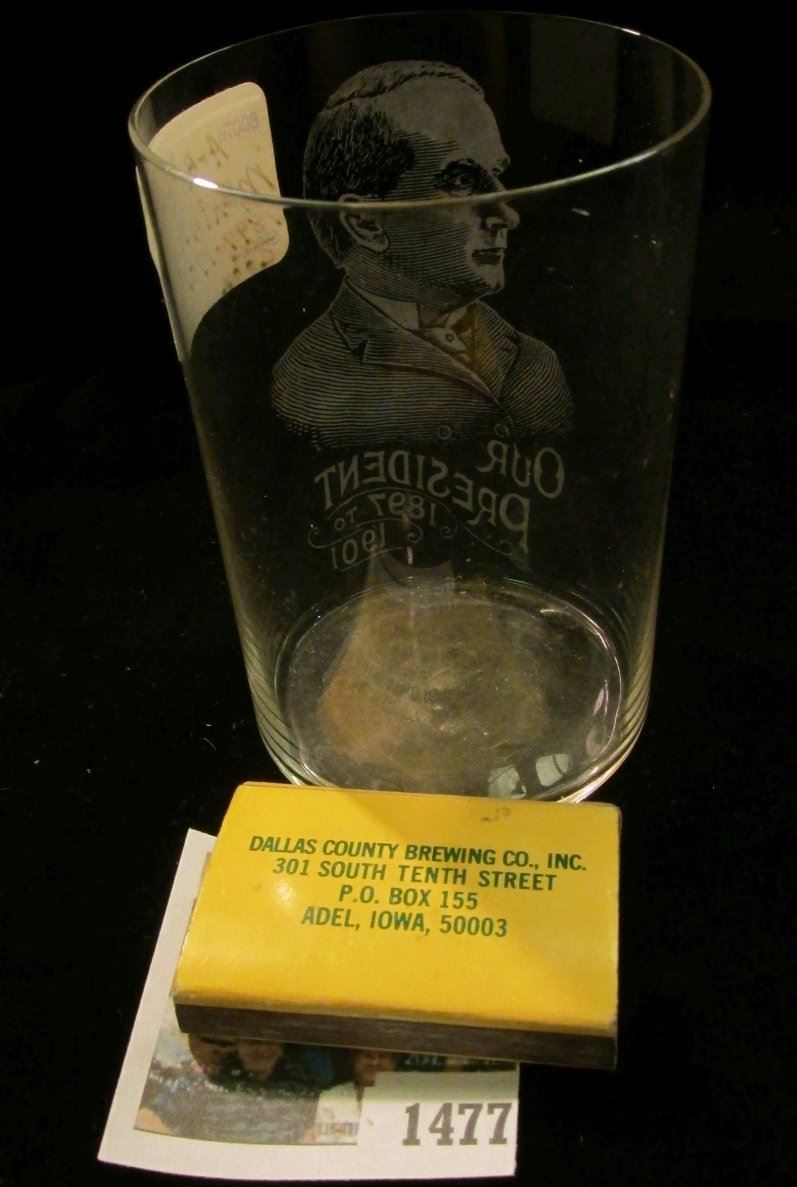 OUR
PRESIDENT
1897 TO
1901
DALLAS COUNTY BREWING CO., INC.
301 SOUTH TENTH STREET
P.O. BOX 155
ADEL, IOWA, 50003
1477